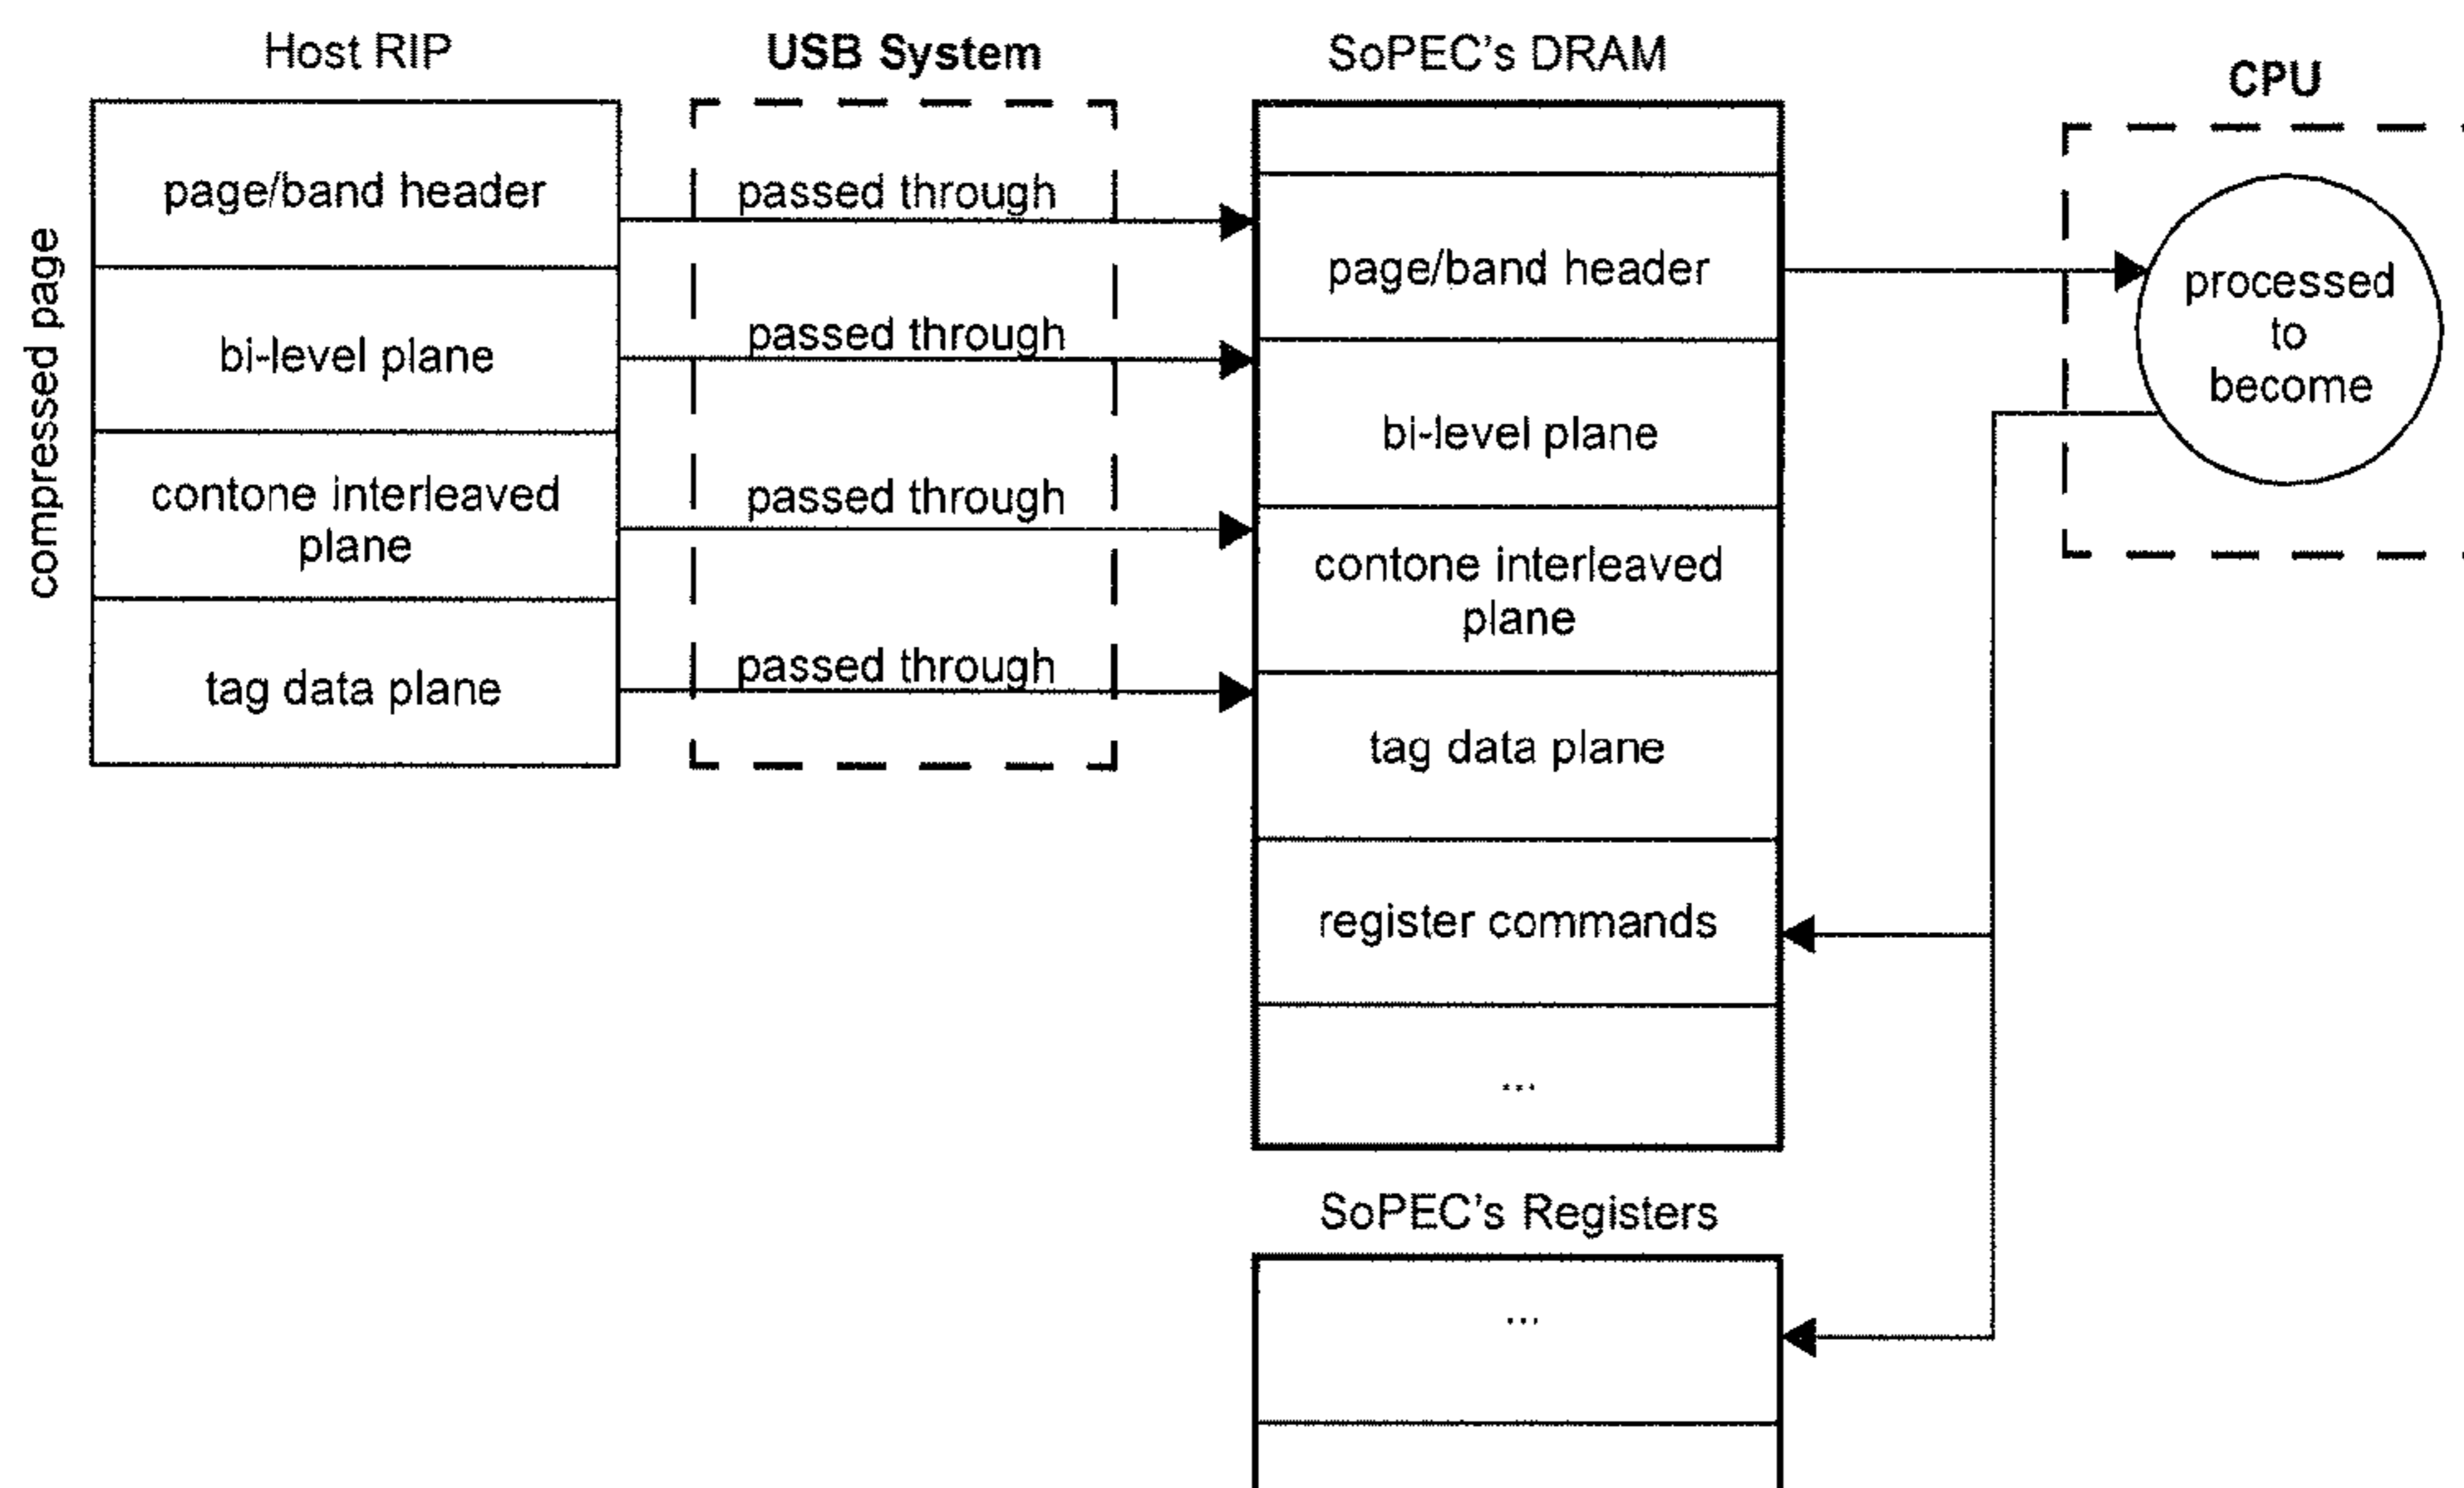 Host RIP
USB System
SoPEC's DRAM
CPU
compressed page
page/band header
bi-level plane
contone interleaved
plane
tag data plane
passed through
passed through
passed through
passed through
page/band header
bi-level plane
contone interleaved
plane
tag data plane
register commands
...
processed
to
become
SoPEC's Registers
...